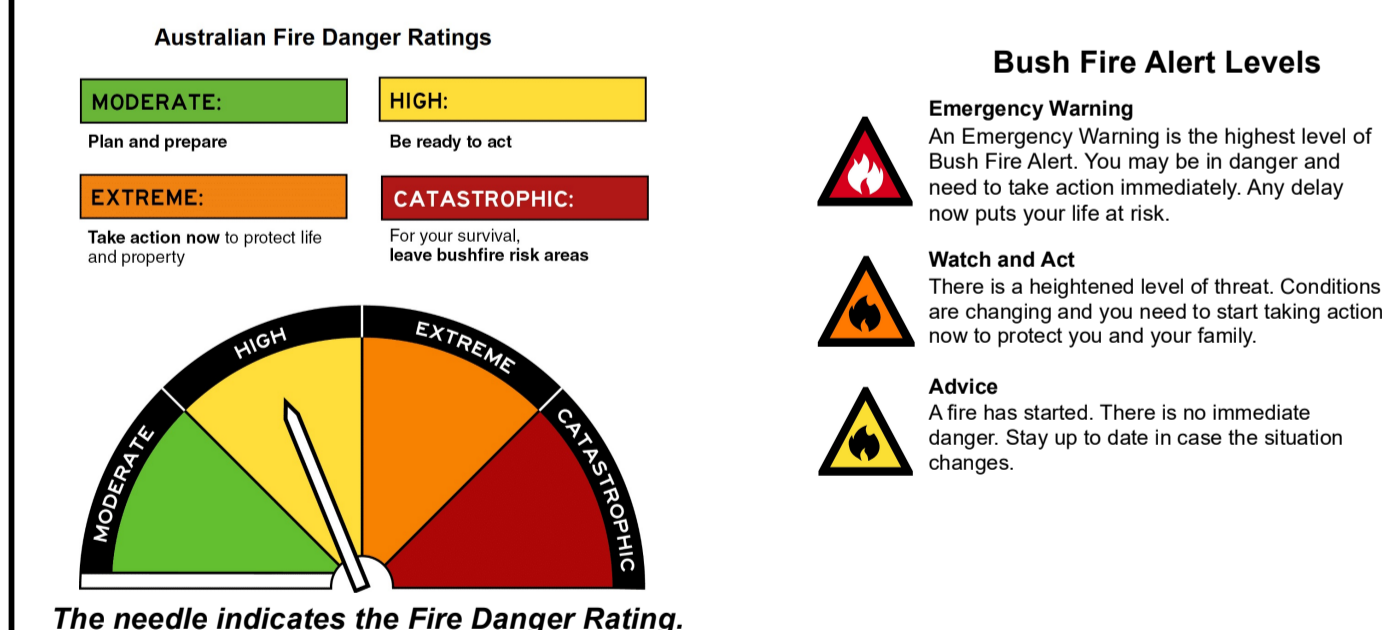 Australian Fire Danger Ratings
MODERATE:
Plan and prepare
HIGH:
Be ready to act
EXTREME:
Take action now to protect life
and property
CATASTROPHIC:
For your survival,
leave bushfire risk areas
MODERATE
HIGH
EXTREME
CATASTROPHIC
The needle indicates the Fire Danger Rating.
Bush Fire Alert Levels
Emergency Warning
An Emergency Warning is the highest level of
Bush Fire Alert. You may be in danger and
need to take action immediately. Any delay
now puts your life at risk.
Watch and Act
There is a heightened level of threat. Conditions
are changing and you need to start taking action
now to protect you and your family.
Advice
A fire has started. There is no immediate
danger. Stay up to date in case the situation
changes.